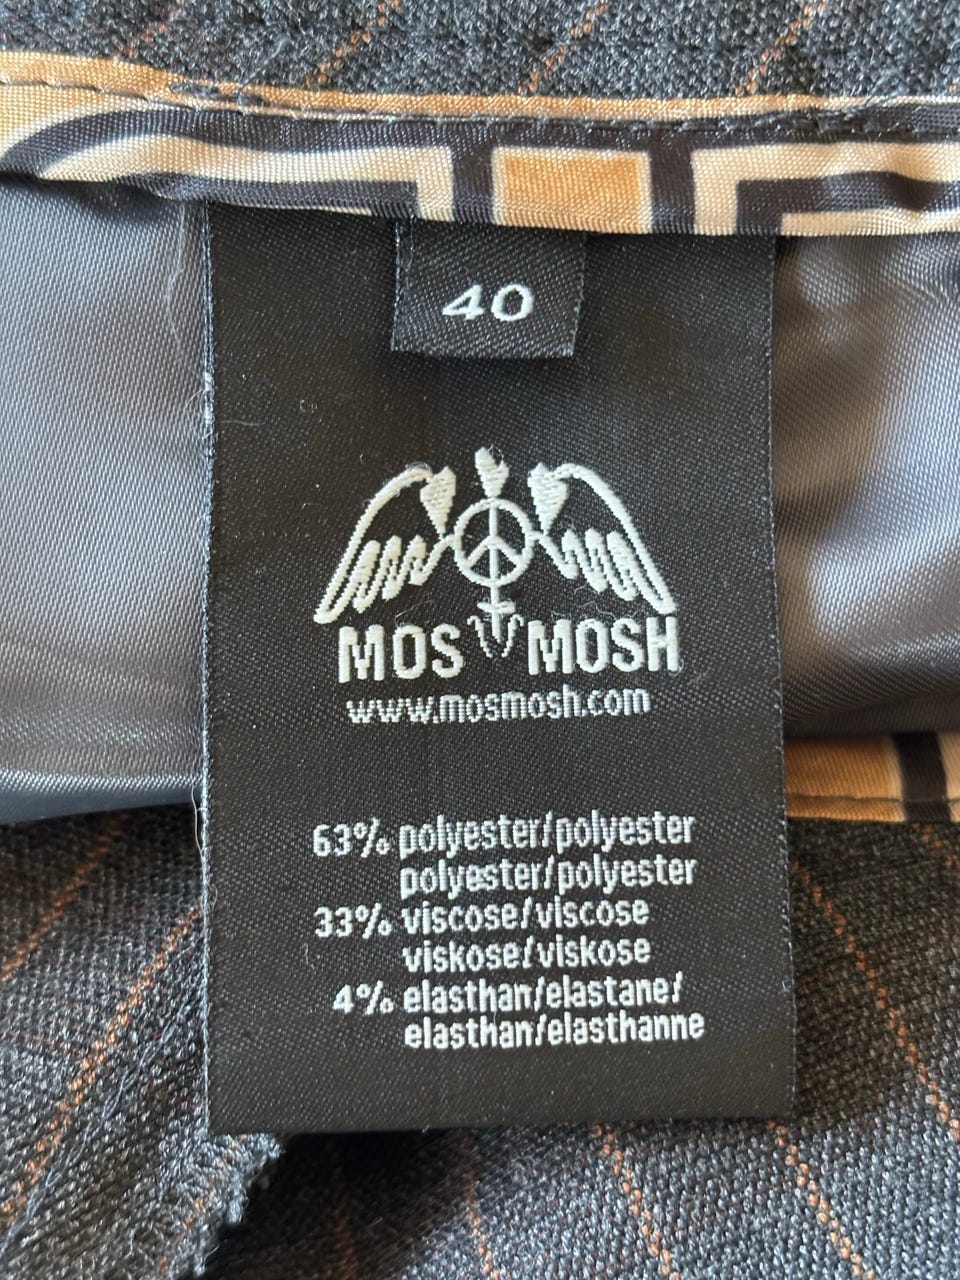 40
MOS MOSH
www.mosmosh.com
63% polyester/polyester
polyester/polyester
33% viscose/viscose
viskose/viskose
4% elasthan/elastane/
elasthan/elasthanne